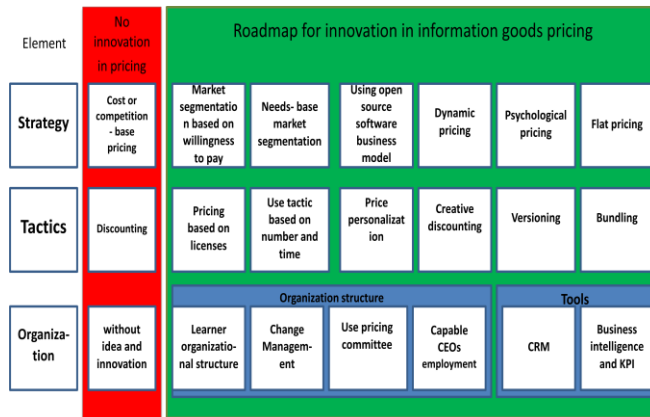 Element
No
innovation
in pricing
Roadmap for innovation in information goods pricing
Strategy
Cost or
competition
- base
pricing
Market
segmentatio
n based on
willingness
to pay
Needs- base
market
segmentation
Using open
source
software
business
model
Dynamic
pricing
Psychological
pricing
Flat pricing
Tactics
Discounting
Pricing
based on
licenses
Use tactic
based on
number and
time
Price
personalizat
ion
Creative
discounting
Versioning
Bundling
Organization structure
Tools
Organiza-
tion
without
idea and
innovation
Learner
organizatio-
nal structure
Change
Managem-
ent
Use pricing
committee
Capable
CEOs
employment
CRM
Business
intelligence
and KPI